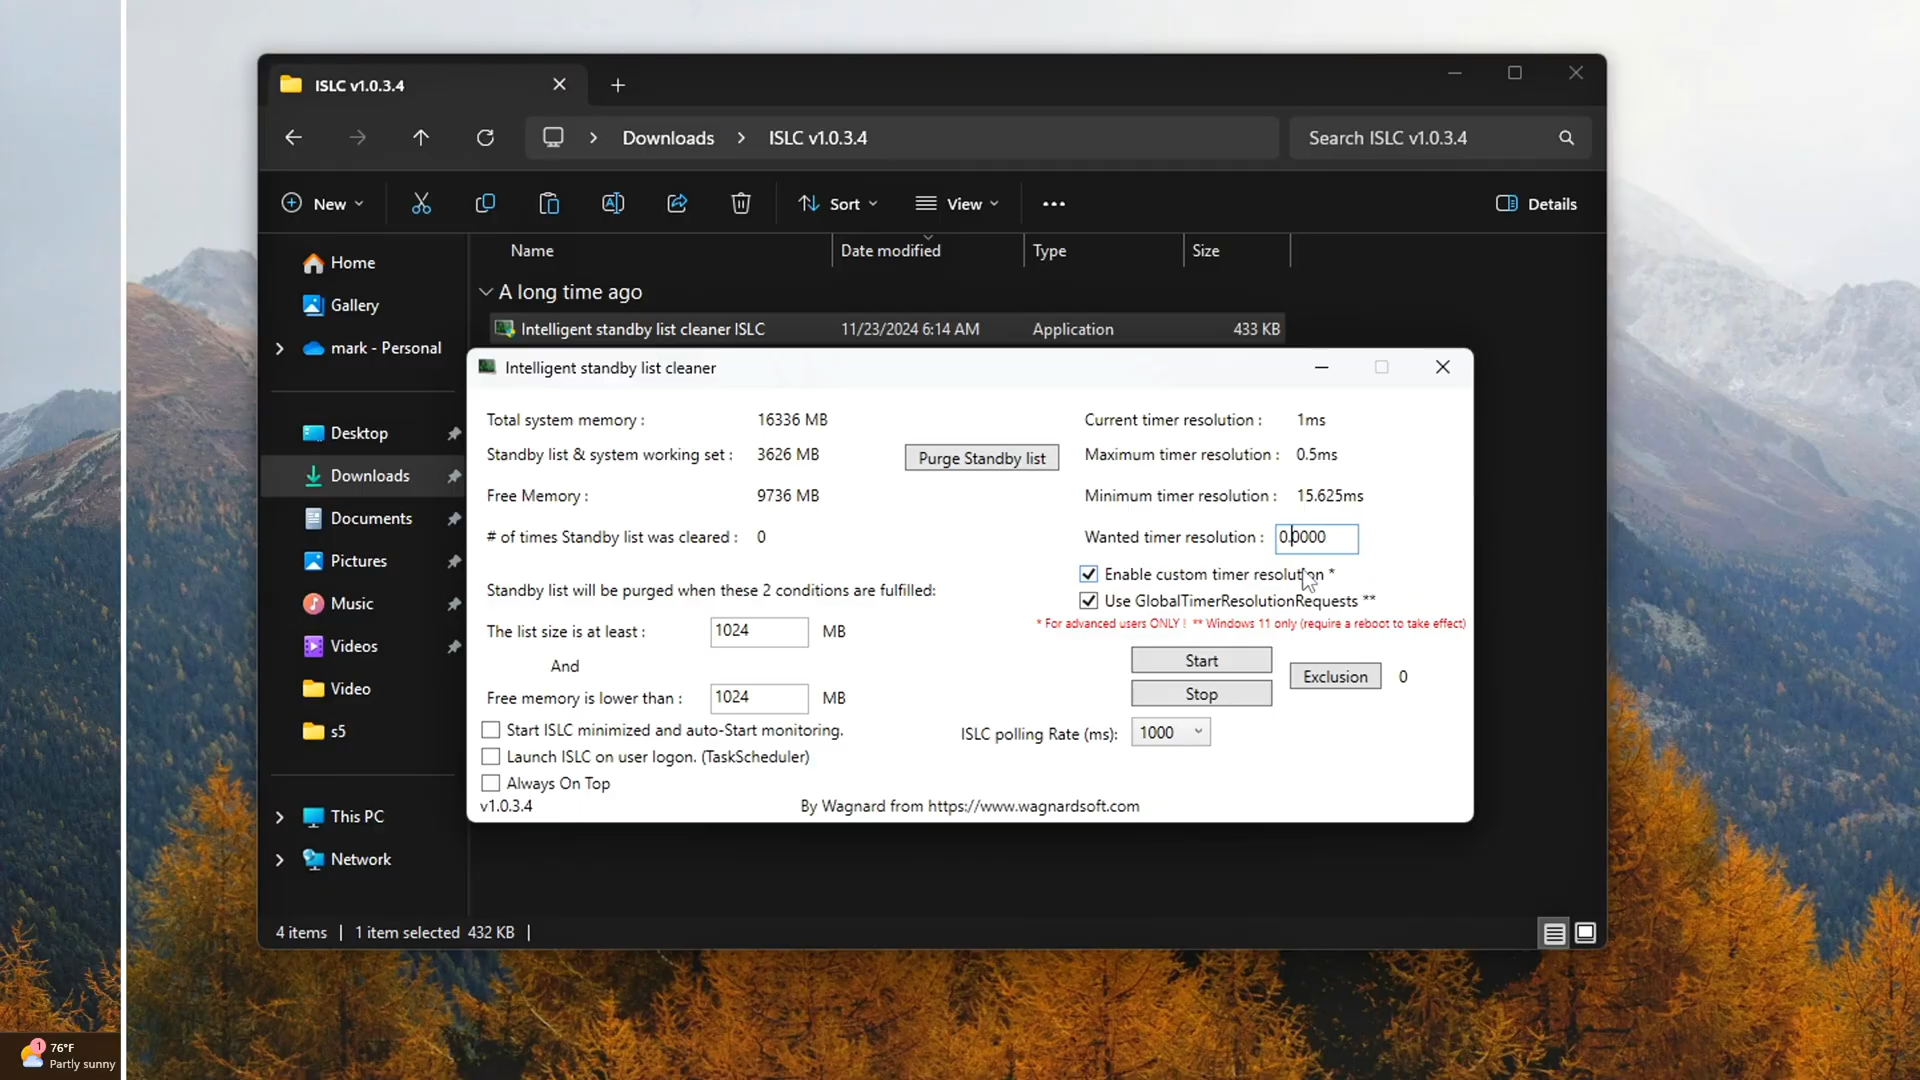 ISLC v1.0.3.4
Downloads
ISLC v1.0.3.4
Search ISLC v1.0.3.4
New
Sort
View
Details
Name
Date modified
Type
Size
Home
Gallery
mark - Personal
Desktop
Downloads
Documents
Pictures
Music
Videos
Video
s5
This PC
Network
A long time ago
Intelligent standby list cleaner ISLC 11/23/2024 6:14 AM Application 433 KB
Intelligent standby list cleaner
Total system memory : 16336 MB
Standby list & system working set : 3626 MB
Purge Standby list
Free Memory : 9736 MB
# of times Standby list was cleared : 0
Current timer resolution : 1ms
Maximum timer resolution : 0.5ms
Minimum timer resolution : 15.625ms
Wanted timer resolution : 0.0000
Enable custom timer resolution *
Use GlobalTimerResolutionRequests **
* For advanced users ONLY ! ** Windows 11 only (require a reboot to take effect)
Standby list will be purged when these 2 conditions are fulfilled:
The list size is at least : 1024 MB
And
Free memory is lower than : 1024 MB
Start
Stop
Exclusion 0
Start ISLC minimized and auto-Start monitoring.
Launch ISLC on user logon. (TaskScheduler)
Always On Top
ISLC polling Rate (ms): 1000
v1.0.3.4
By Wagnard from https://www.wagnardsoft.com
4 items
1 item selected 432 KB
1
76°F
Partly sunny